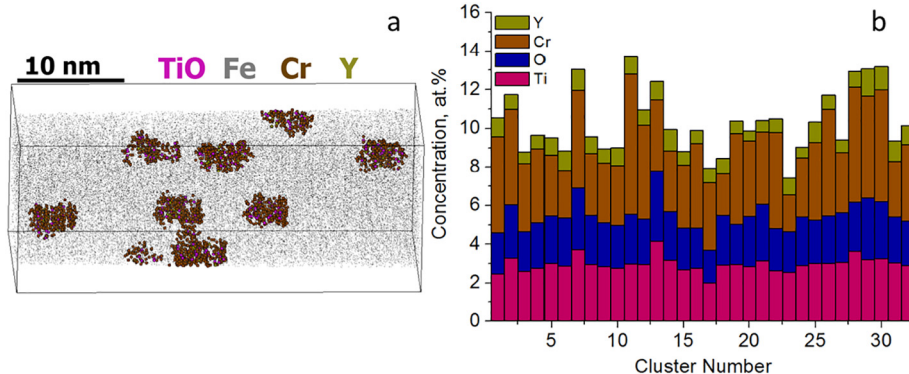 a
10 nm TiO Fe Cr Y
b
Y
Cr
O
Ti
Concentration, at.%
16
14
12
10
8
6
4
2
0
5 10 15 20 25 30
Cluster Number